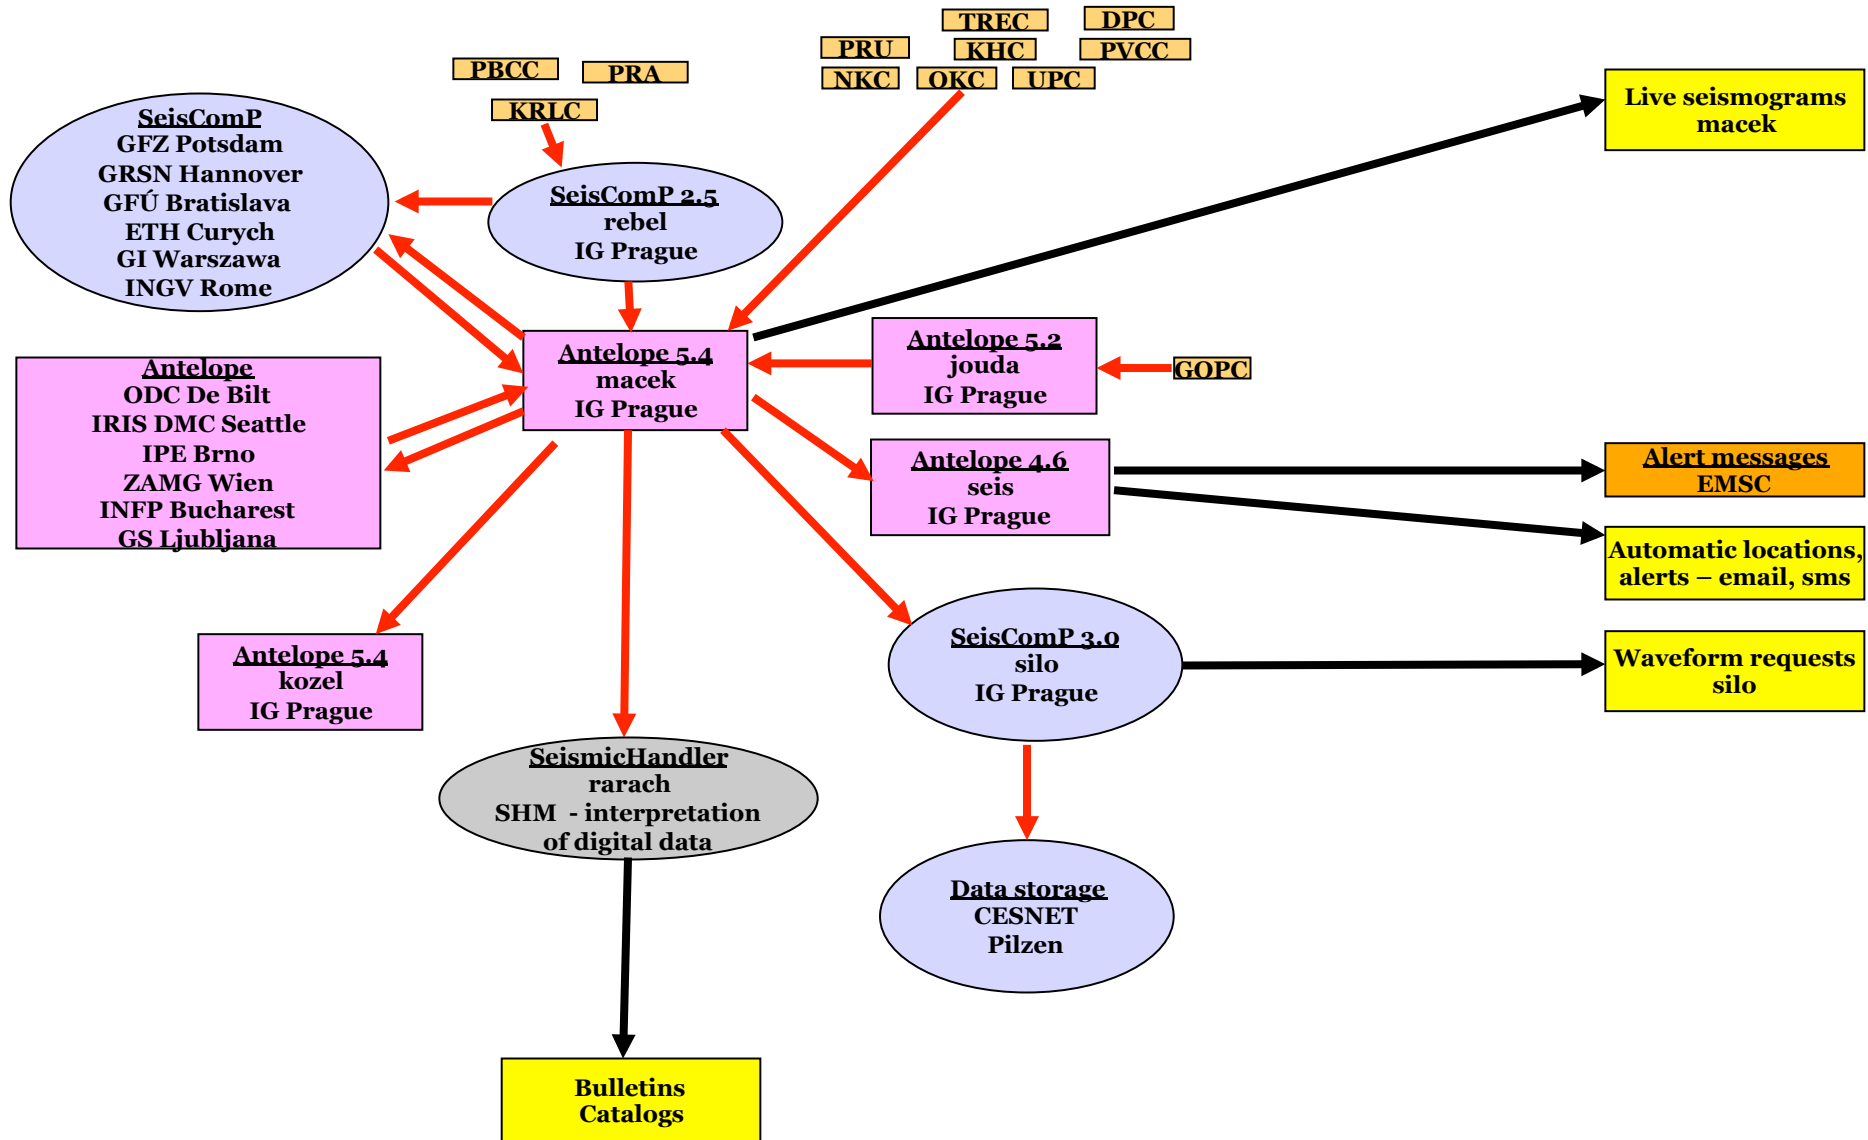 TREC
DPC
PRU
KHC
PVCC
PBCC
PRA
NKC
OKC
UPC
KRLC
SeisComP
GFZ Potsdam
GRSN Hannover
GFÚ Bratislava
ETH Curych
GI Warszawa
INGV Rome
SeisComP 2.5
rebel
IG Prague
Live seismograms
macek
Antelope
ODC De Bilt
IRIS DMC Seattle
IPE Brno
ZAMG Wien
INFP Bucharest
GS Ljubljana
Antelope 5.4
macek
IG Prague
Antelope 5.2
jouda
IG Prague
GOPC
Antelope 4.6
seis
IG Prague
Alert messages
EMSC
Automatic locations,
alerts – email, sms
Antelope 5.4
kozel
IG Prague
SeisComP 3.0
silo
IG Prague
Waveform requests
silo
SeismicHandler
rarach
SHM - interpretation
of digital data
Data storage
CESNET
Pilzen
Bulletins
Catalogs